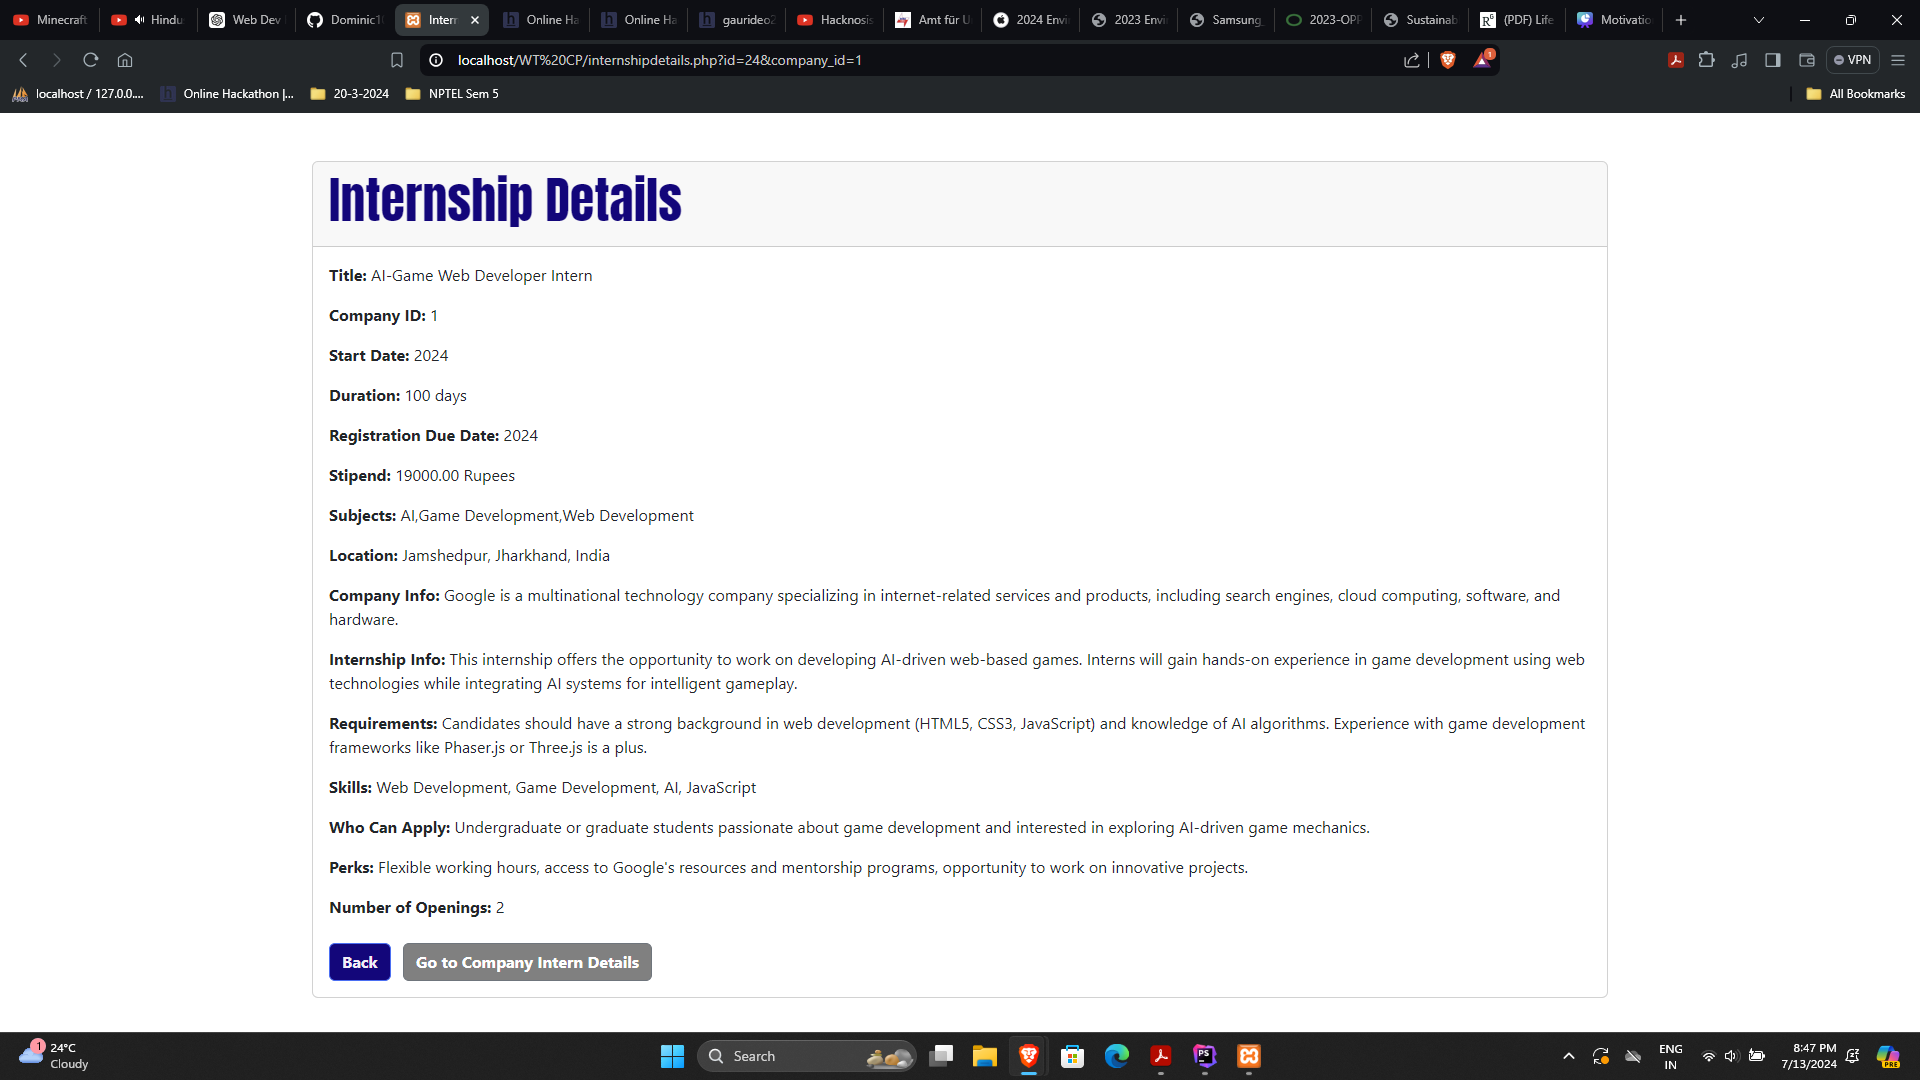 Minecraft
Hindu
Web Dev
Dominic1
Intern
Online Ha
Online Ha
gaurideo2
Hacknosis
Amt für U
2024 Envi
2023 Envi
Samsung_
2023-OPP
Sustainab
(PDF) Life
Motivatio
localhost/WT%20CP/internshipdetails.php?id=24&company_id=1
1
VPN
localhost / 127.0.0....
Online Hackathon |...
20-3-2024
NPTEL Sem 5
All Bookmarks
Internship Details
Title: AI-Game Web Developer Intern
Company ID: 1
Start Date: 2024
Duration: 100 days
Registration Due Date: 2024
Stipend: 19000.00 Rupees
Subjects: AI,Game Development,Web Development
Location: Jamshedpur, Jharkhand, India
Company Info: Google is a multinational technology company specializing in internet-related services and products, including search engines, cloud computing, software, and
hardware.
Internship Info: This internship offers the opportunity to work on developing AI-driven web-based games. Interns will gain hands-on experience in game development using web
technologies while integrating AI systems for intelligent gameplay.
Requirements: Candidates should have a strong background in web development (HTML5, CSS3, JavaScript) and knowledge of AI algorithms. Experience with game development
frameworks like Phaser.js or Three.js is a plus.
Skills: Web Development, Game Development, AI, JavaScript
Who Can Apply: Undergraduate or graduate students passionate about game development and interested in exploring AI-driven game mechanics.
Perks: Flexible working hours, access to Google's resources and mentorship programs, opportunity to work on innovative projects.
Number of Openings: 2
Back
Go to Company Intern Details
1
24°C
Cloudy
Search
PS
ENG
IN
8:47 PM
7/13/2024
PRE